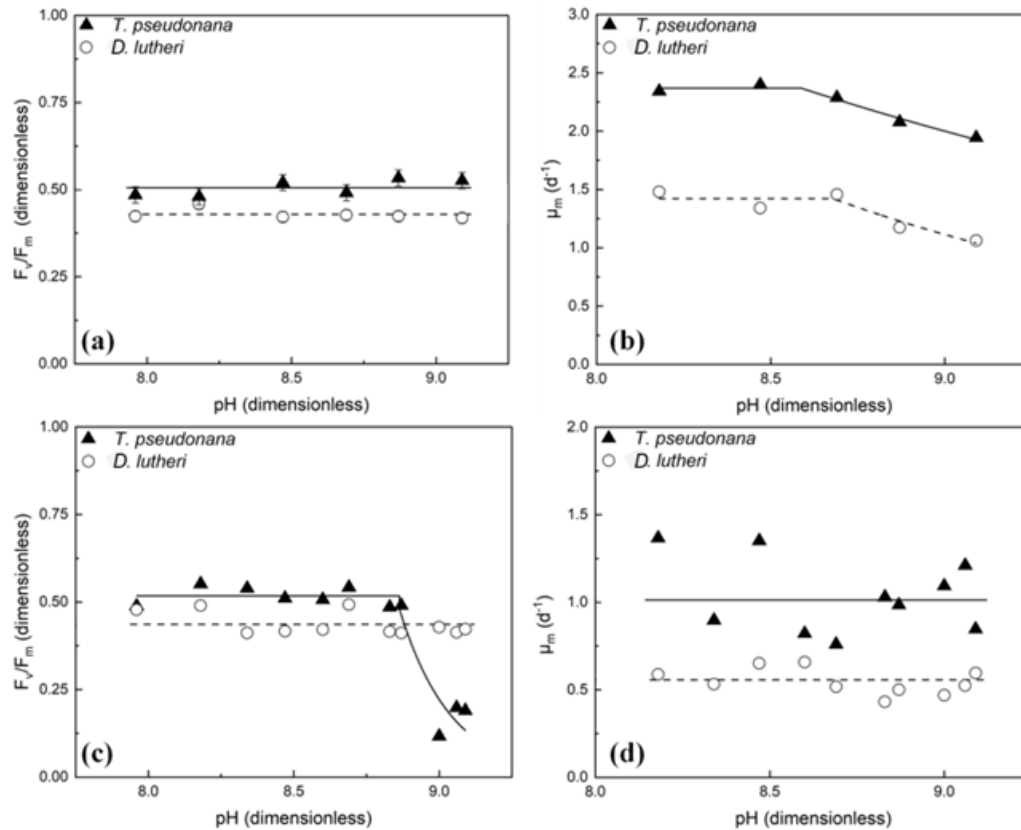 T. pseudonana
D. lutheri
1.00
0.75
0.50
0.25
0.00
Fv/Fm (dimensionless)
(a)
8.0 8.5 9.0
pH (dimensionless)
T. pseudonana
D. lutheri
3.0
2.5
2.0
1.5
1.0
0.5
0.0
μm (d-1)
(b)
8.0 8.5 9.0
pH (dimensionless)
T. pseudonana
D. lutheri
1.00
0.75
0.50
0.25
0.00
Fv/Fm (dimensionless)
(c)
8.0 8.5 9.0
pH (dimensionless)
T. pseudonana
D. lutheri
2.0
1.5
1.0
0.5
0.0
μm (d-1)
(d)
8.0 8.5 9.0
pH (dimensionless)